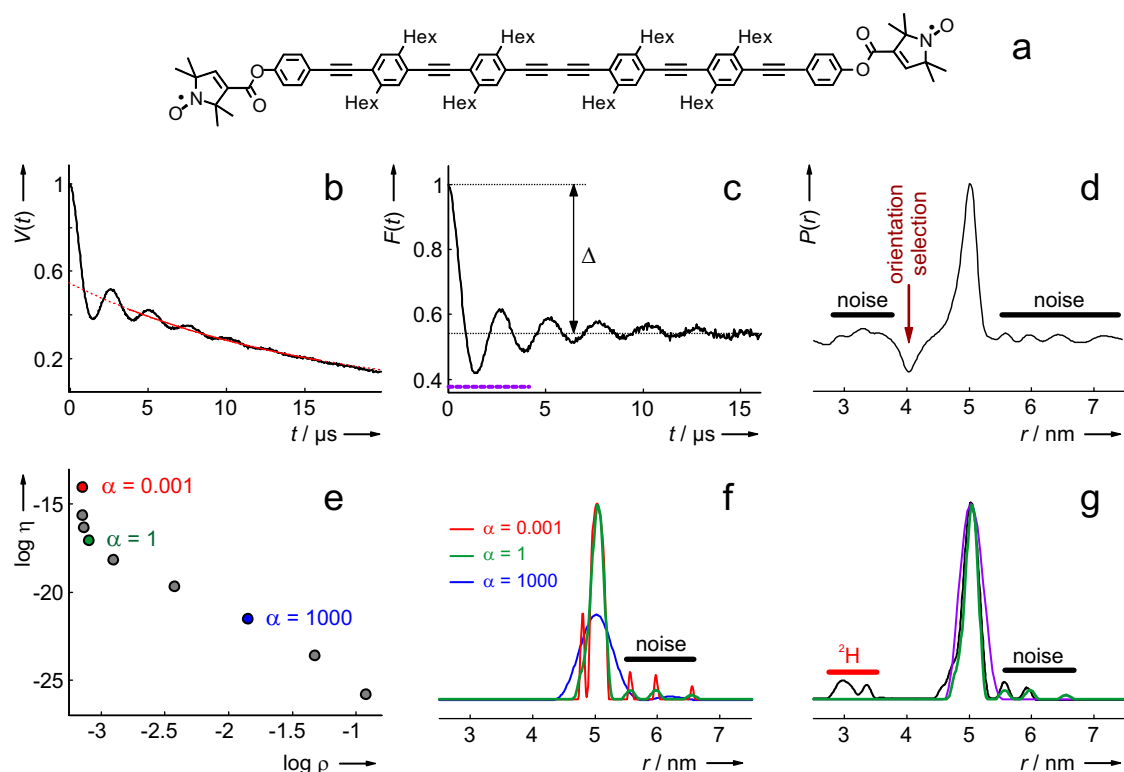 Hex Hex Hex Hex
O N O O
a
O N O O
Hex Hex Hex Hex
b
V(t)
1
0.6
0.2
0 5 10 15
t / µs
c
F(t)
1
0.8
0.6
0.4
Δ
0 5 10 15
t / µs
d
P(r)
orientation
selection
noise
noise
3 4 5 6 7
r / nm
e
log η
-15
-20
-25
α = 0.001
α = 1
α = 1000
-3 -2.5 -2 -1.5 -1
log ρ
f
α = 0.001
α = 1
α = 1000
noise
3 4 5 6 7
r / nm
g
²H
noise
3 4 5 6 7
r / nm